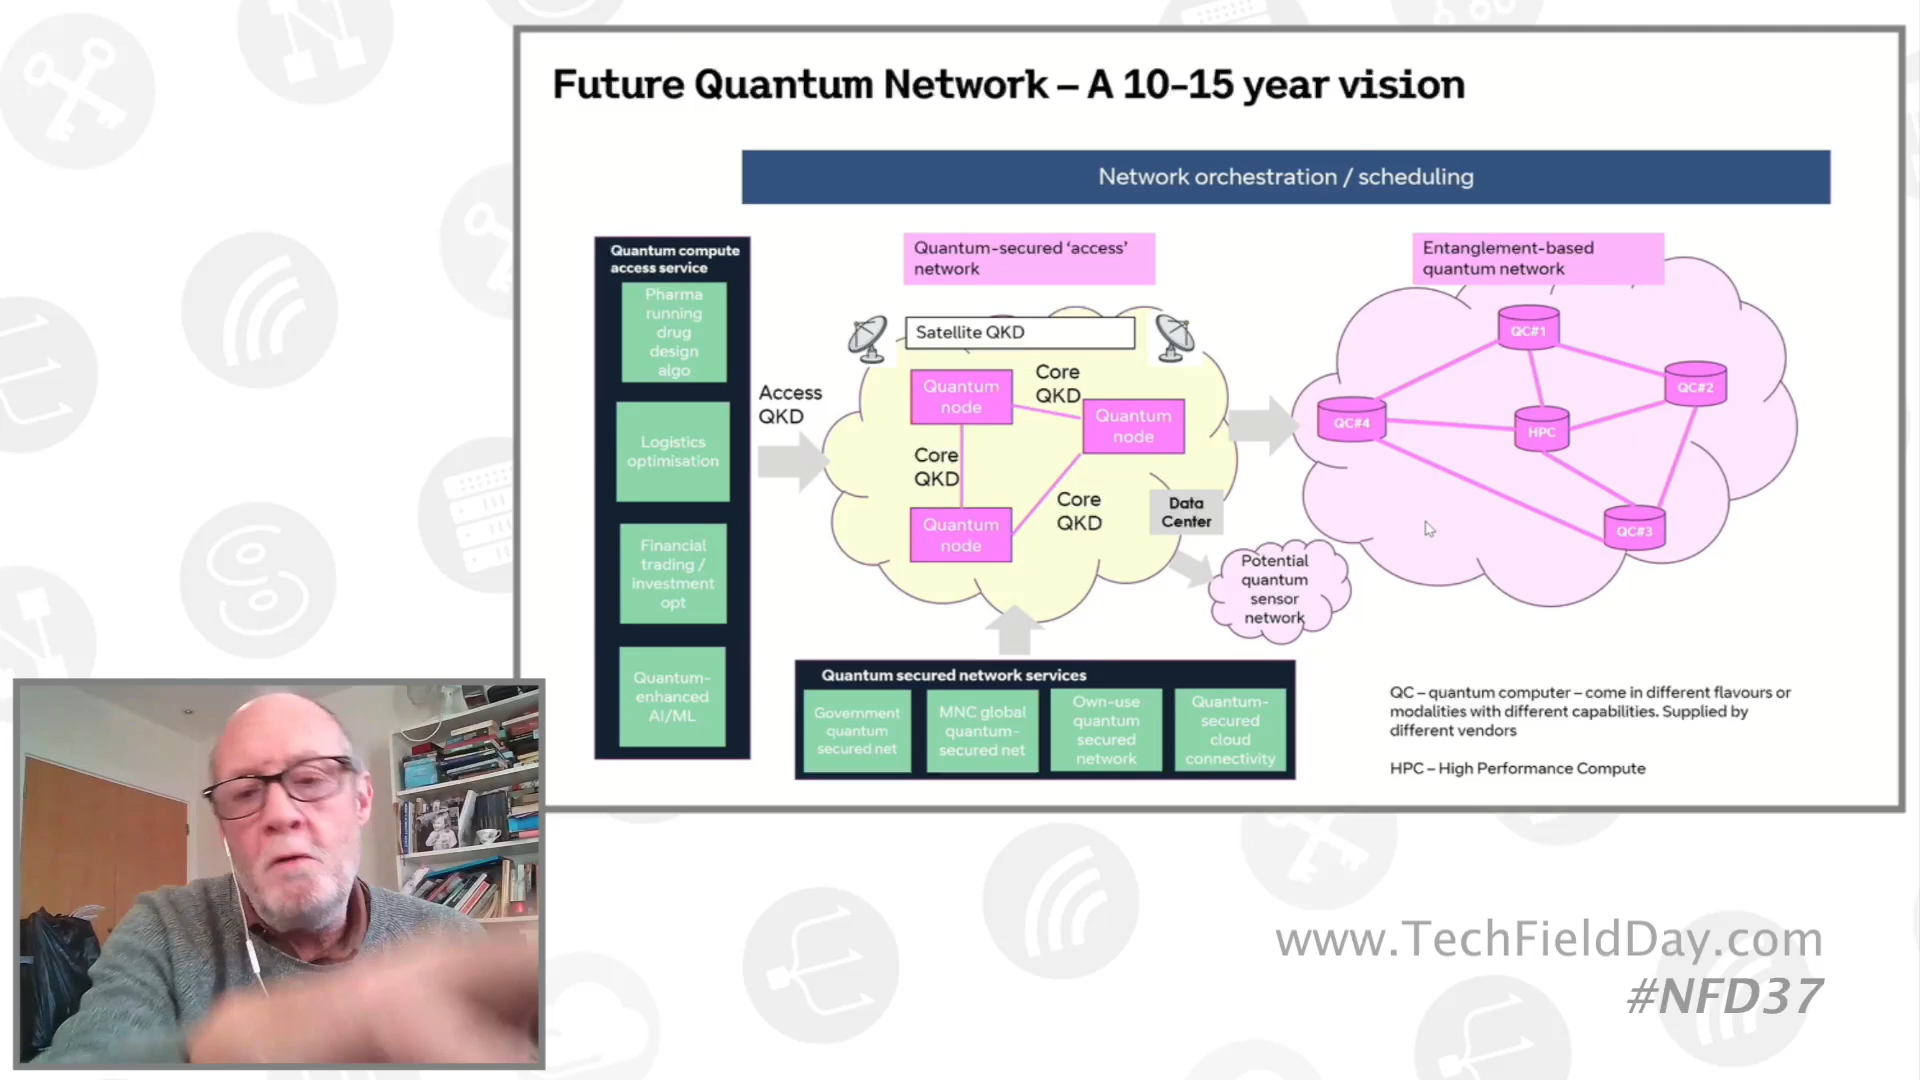 Future Quantum Network – A 10-15 year vision
Network orchestration / scheduling
Quantum compute
access service
Pharma
running
drug
design
algo
Logistics
optimisation
Financial
trading /
investment
opt
Quantum-
enhanced
AI/ML
Access
QKD
Quantum-secured ‘access’
network
Satellite QKD
Quantum
node
Core
QKD
Quantum
node
Core
QKD
Quantum
node
Core
QKD
Data
Center
Potential
quantum
sensor
network
Entanglement-based
quantum network
QC#1
QC#2
QC#4
HPC
QC#3
Quantum secured network services
Government
quantum
secured net
MNC global
quantum-
secured net
Own-use
quantum
secured
network
Quantum-
secured
cloud
connectivity
QC – quantum computer – come in different flavours or
modalities with different capabilities. Supplied by
different vendors
HPC – High Performance Compute
www.TechFieldDay.com
#NFD37